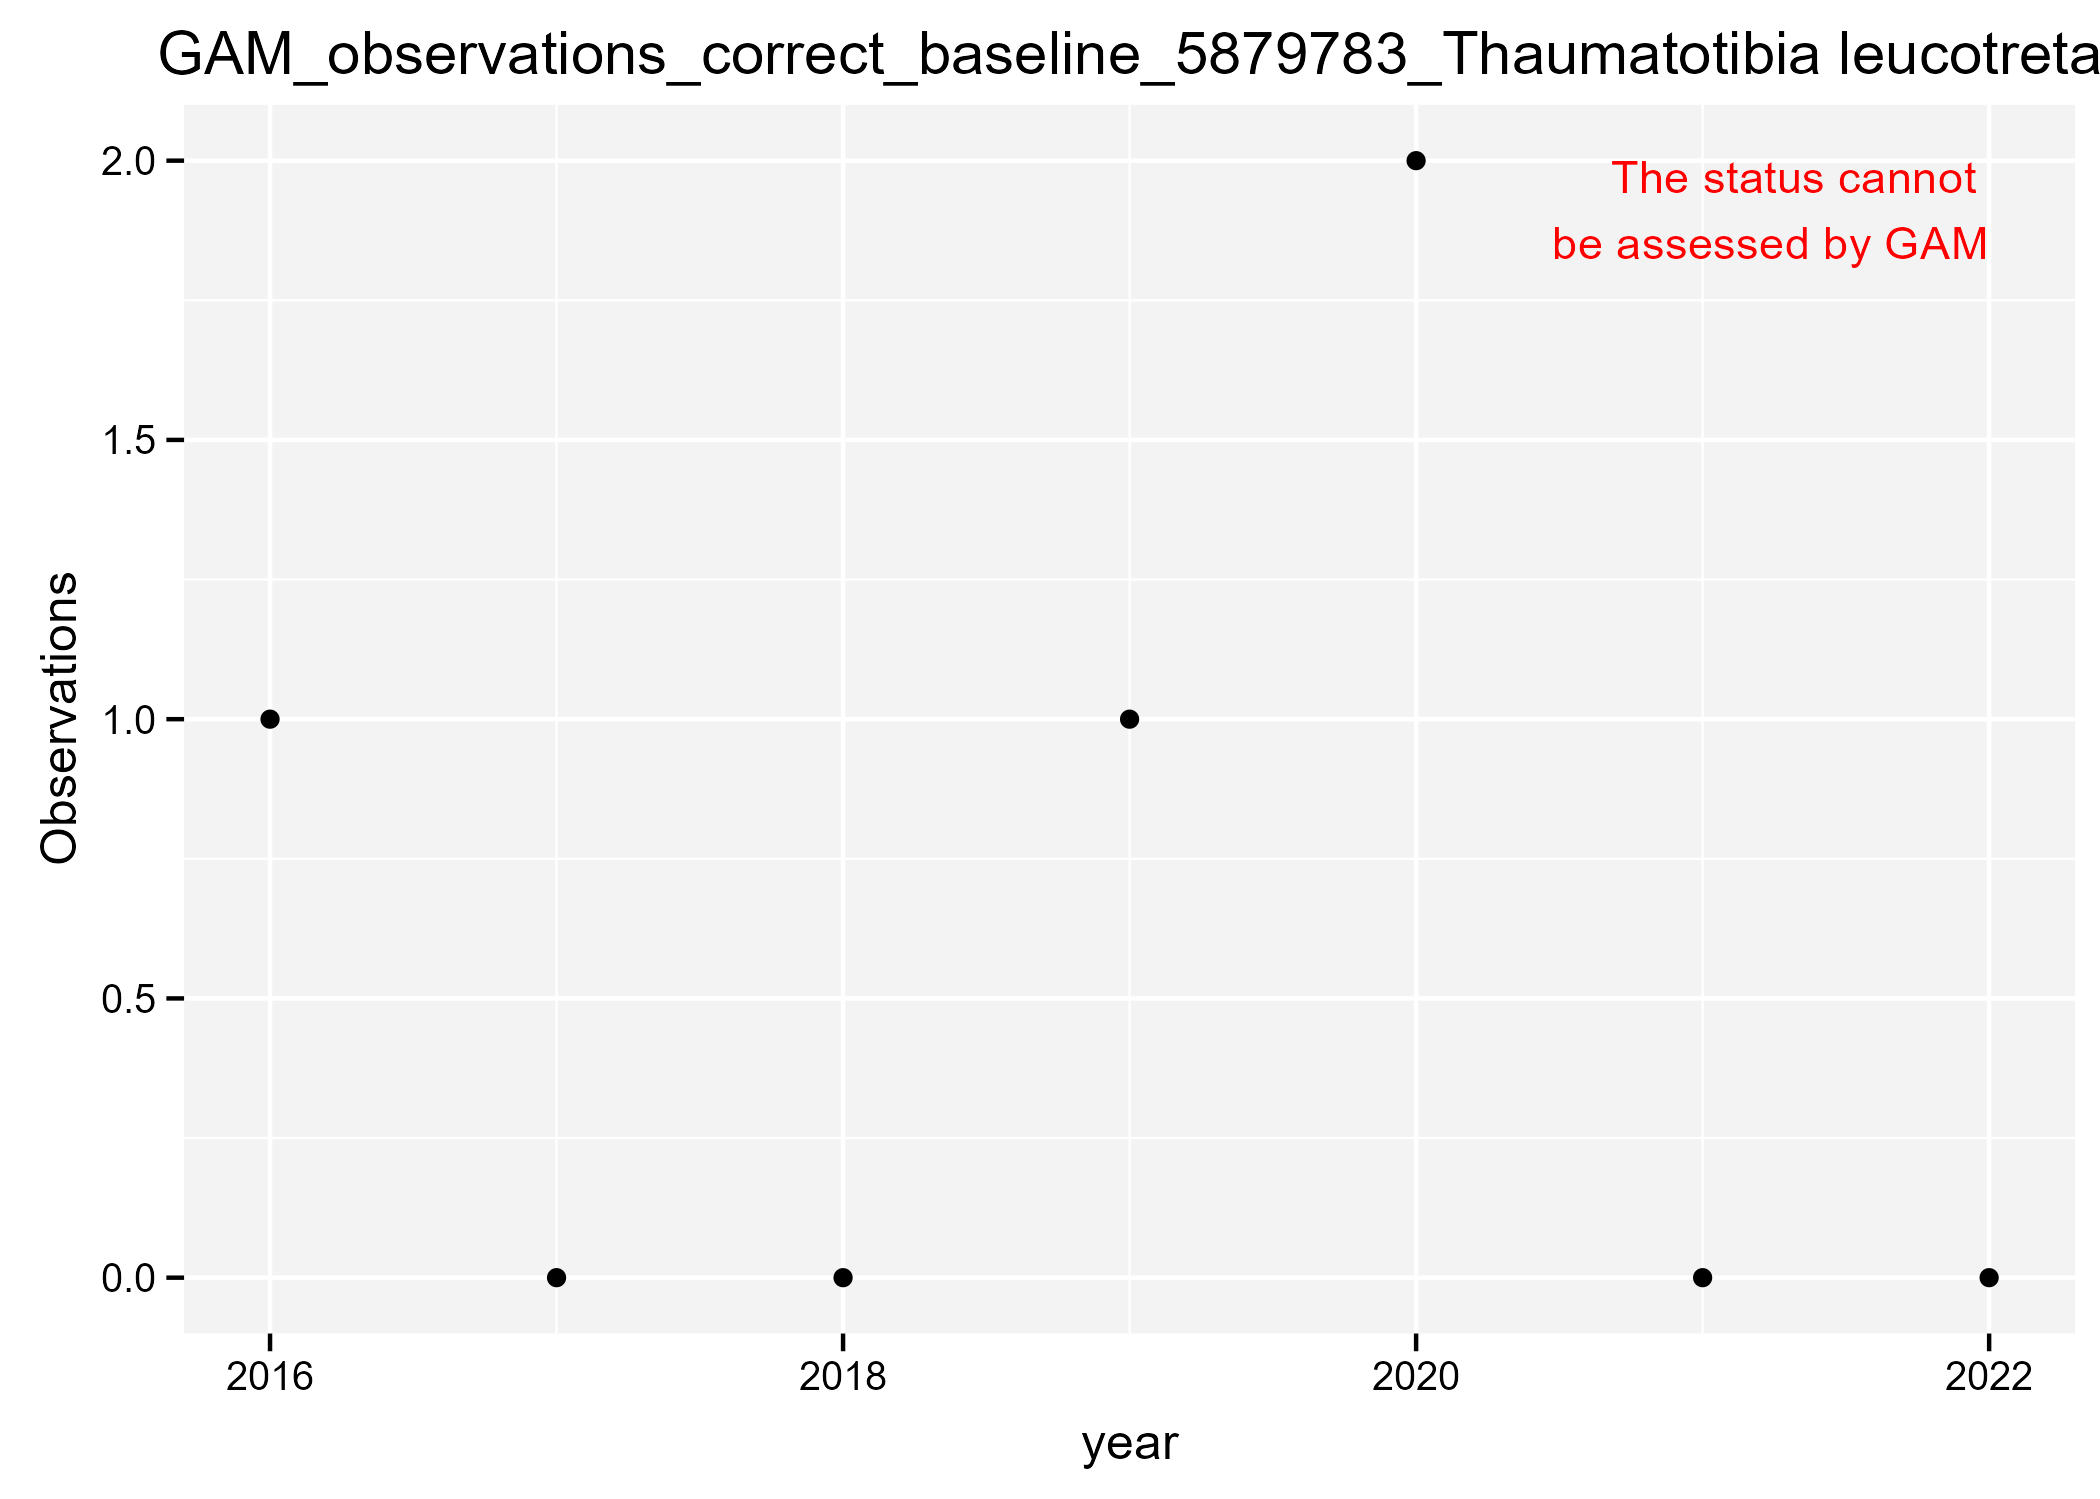 GAM_observations_correct_baseline_5879783_Thaumatotibia leucotreta
2.0
The status cannot
be assessed by GAM
1.5
Observations
1.0
0.5
0.0
2016 2018 2020 2022
year